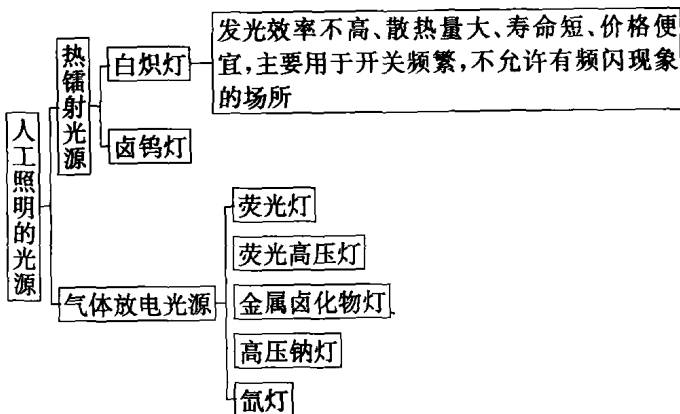 人工照明的光源
热镭射光源
白炽灯
发光效率不高、散热量大、寿命短、价格便
宜,主要用于开关频繁,不允许有频闪现象
的场所
卤钨灯
气体放电光源
荧光灯
荧光高压灯
金属卤化物灯
高压钠灯
氙灯